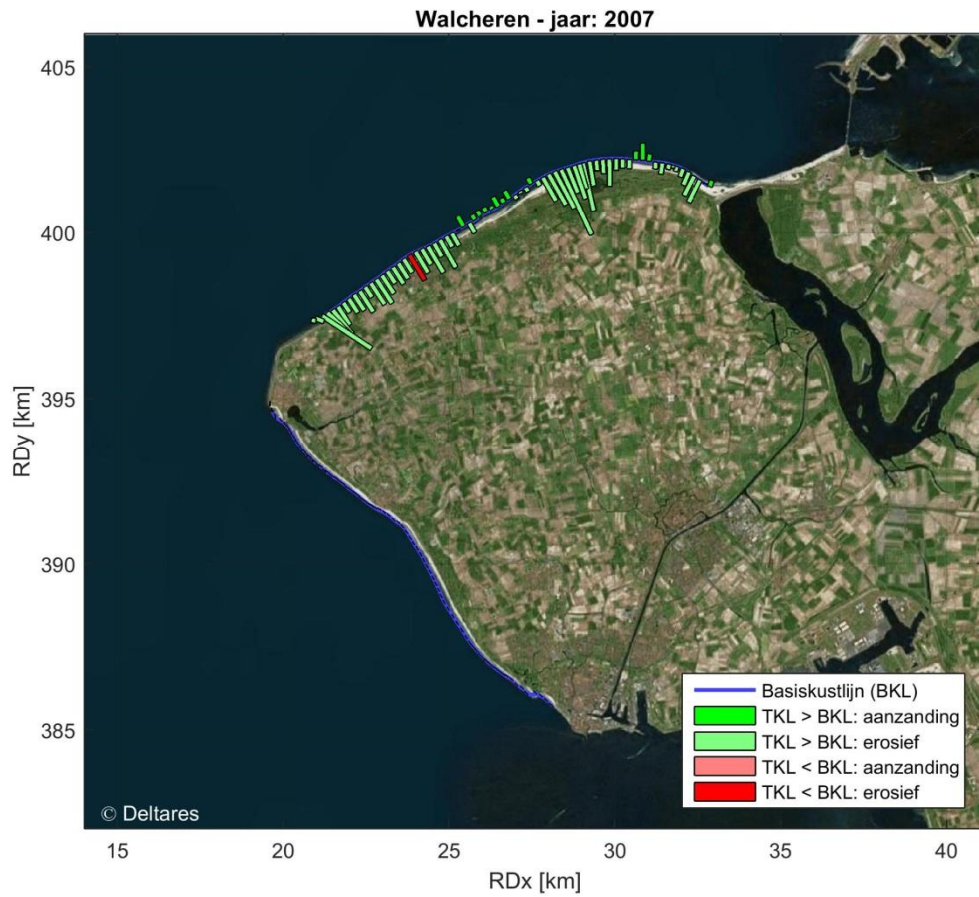 Walcheren - jaar: 2007
405
400
395
390
385
RDy [km]
Basiskustlijn (BKL)
TKL > BKL: aanzanding
TKL > BKL: erosief
TKL < BKL: aanzanding
TKL < BKL: erosief
© Deltares
15 20 25 30 35 40
RDx [km]